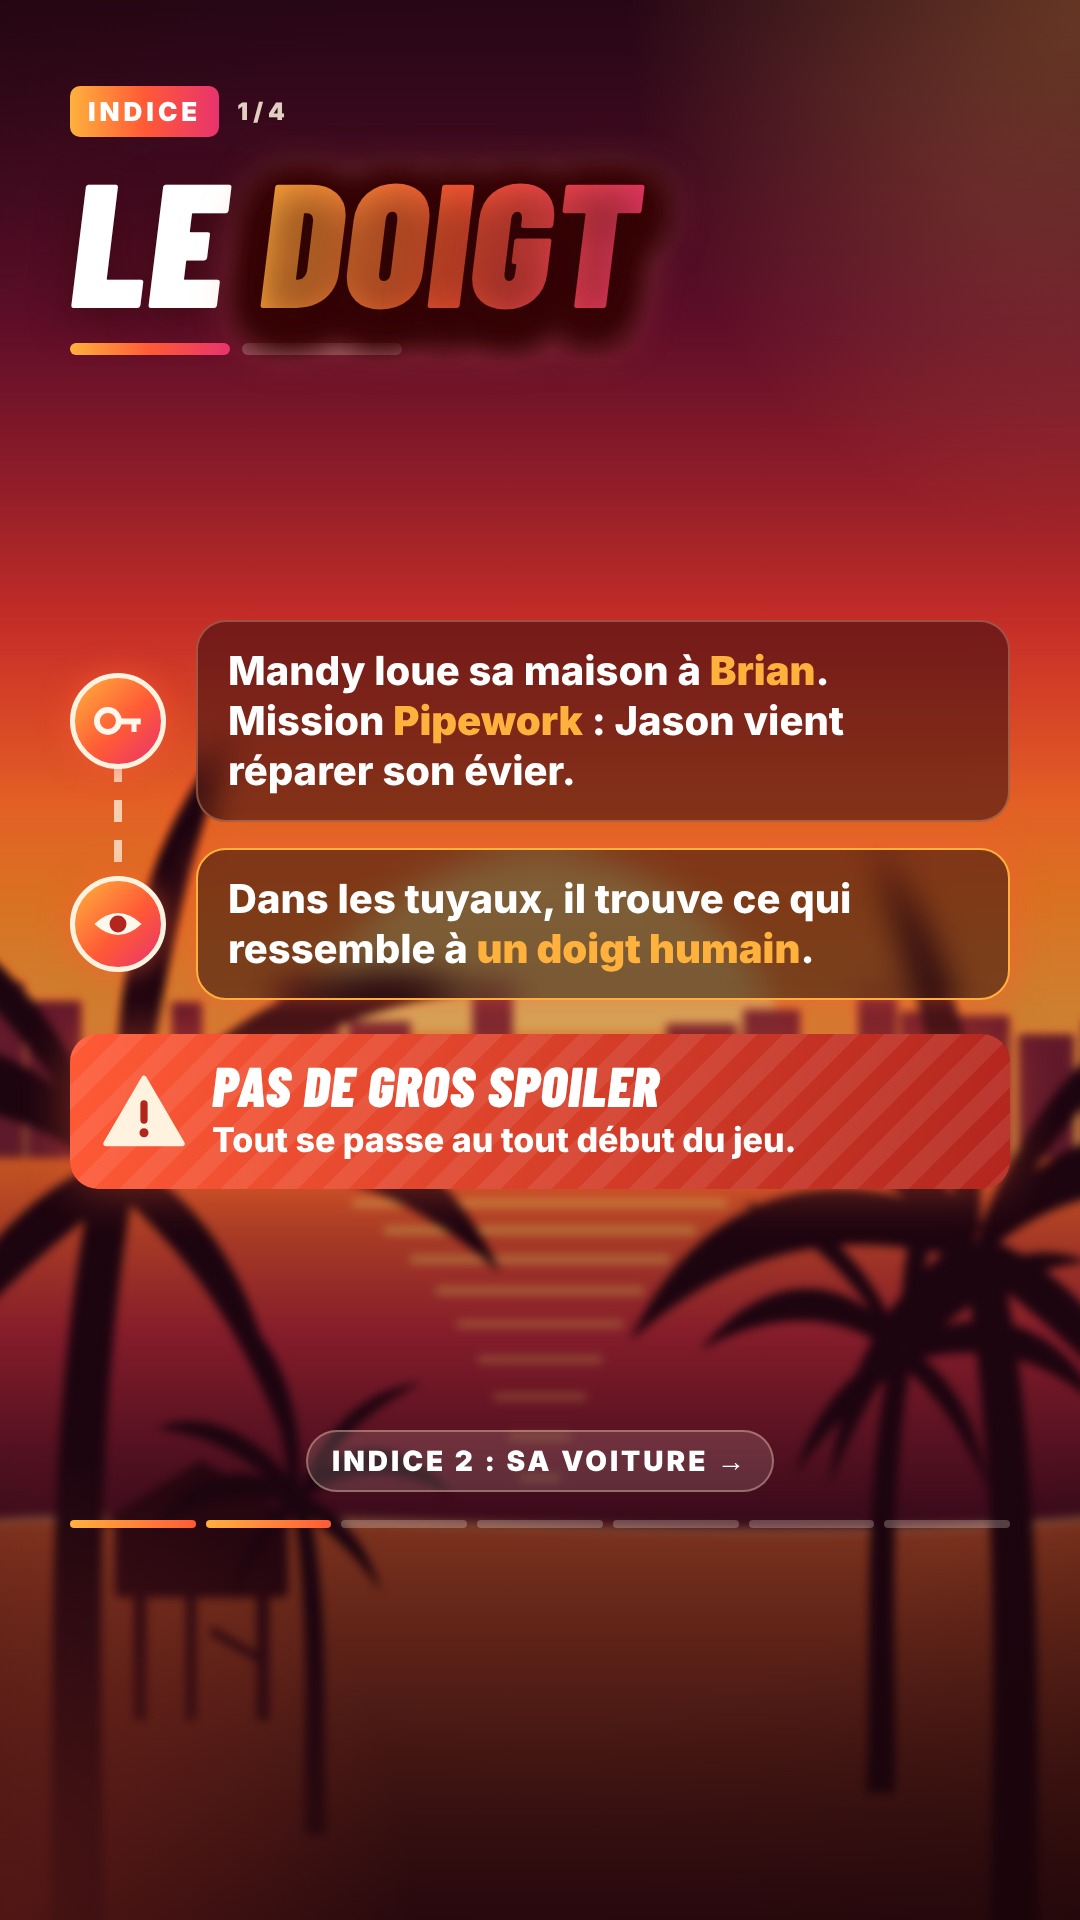 INDICE 1/4
LE DOIGT
Mandy loue sa maison à Brian.
Mission Pipework : Jason vient
réparer son évier.
Dans les tuyaux, il trouve ce qui
ressemble à un doigt humain.
PAS DE GROS SPOILER
Tout se passe au tout début du jeu.
INDICE 2 : SA VOITURE →